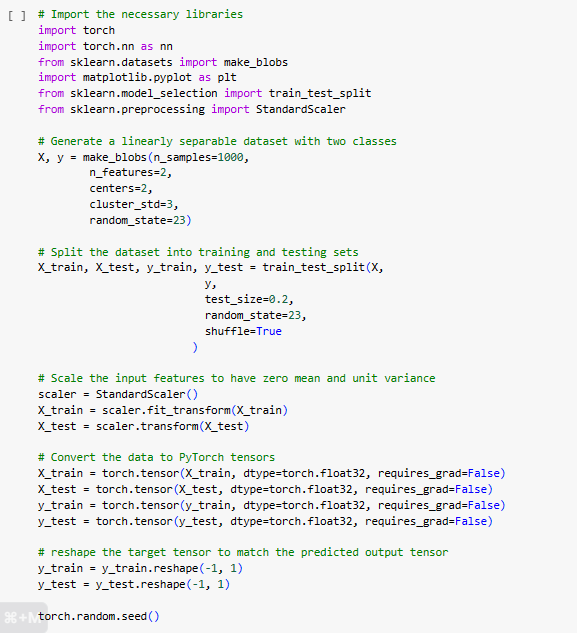 [ ] # Import the necessary libraries
import torch
import torch.nn as nn
from sklearn.datasets import make_blobs
import matplotlib.pyplot as plt
from sklearn.model_selection import train_test_split
from sklearn.preprocessing import StandardScaler

# Generate a linearly separable dataset with two classes
X, y = make_blobs(n_samples=1000,
        n_features=2,
        centers=2,
        cluster_std=3,
        random_state=23)

# Split the dataset into training and testing sets
X_train, X_test, y_train, y_test = train_test_split(X,
                          y,
                          test_size=0.2,
                          random_state=23,
                          shuffle=True
                        )

# Scale the input features to have zero mean and unit variance
scaler = StandardScaler()
X_train = scaler.fit_transform(X_train)
X_test = scaler.transform(X_test)

# Convert the data to PyTorch tensors
X_train = torch.tensor(X_train, dtype=torch.float32, requires_grad=False)
X_test = torch.tensor(X_test, dtype=torch.float32, requires_grad=False)
y_train = torch.tensor(y_train, dtype=torch.float32, requires_grad=False)
y_test = torch.tensor(y_test, dtype=torch.float32, requires_grad=False)

# reshape the target tensor to match the predicted output tensor
y_train = y_train.reshape(-1, 1)
y_test = y_test.reshape(-1, 1)

⌘+M
torch.random.seed()